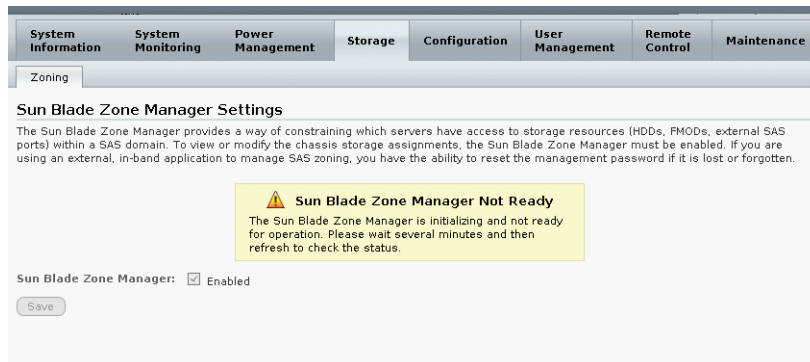 System Information
System Monitoring
Power Management
Storage
Configuration
User Management
Remote Control
Maintenance
Zoning
Sun Blade Zone Manager Settings
The Sun Blade Zone Manager provides a way of constraining which servers have access to storage resources (HDDs, FMODs, external SAS
ports) within a SAS domain. To view or modify the chassis storage assignments, the Sun Blade Zone Manager must be enabled. If you are
using an external, in-band application to manage SAS zoning, you have the ability to reset the management password if it is lost or forgotten.
Sun Blade Zone Manager Not Ready
The Sun Blade Zone Manager is initializing and not ready
for operation. Please wait several minutes and then
refresh to check the status.
Sun Blade Zone Manager: Enabled
Save